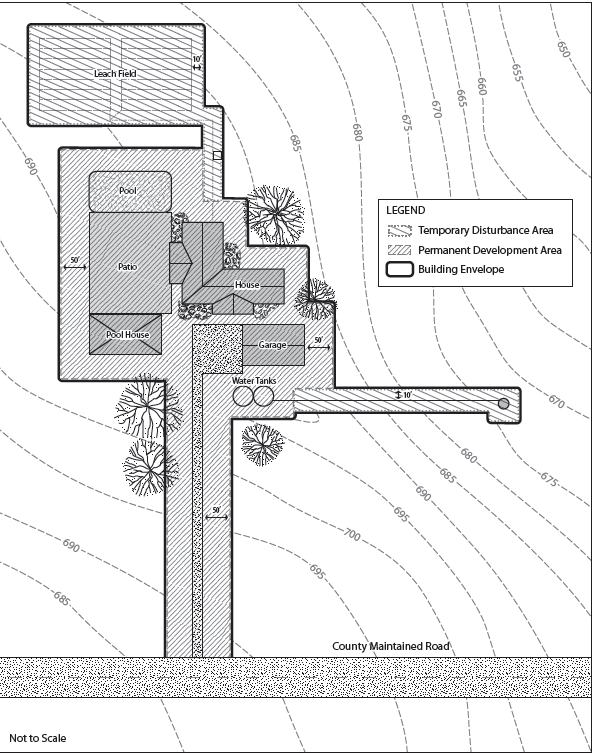 650
655
660
665
670
675
680
685
10'
Leach Field
690
Pool
LEGEND
Temporary Disturbance Area
Permanent Development Area
Building Envelope
50'
Patio
House
Pool House
Garage
50'
Water Tanks
10'
670
675
680
685
690
695
50'
700
690
695
685
County Maintained Road
Not to Scale